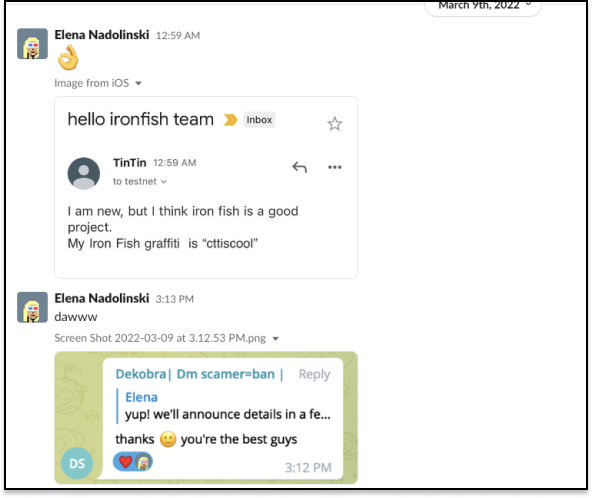 March 9th, 2022
Elena Nadolinski 12:59 AM
👌
Image from iOS
hello ironfish team Inbox
TinTin 12:59 AM
to testnet
I am new, but I think iron fish is a good
project.
My Iron Fish graffiti is “cttiscool”
Elena Nadolinski 3:13 PM
dawww
Screen Shot 2022-03-09 at 3.12.53 PM.png
Dekobra| Dm scamer=ban | Reply
Elena
yup! we'll announce details in a fe...
thanks 🙂 you're the best guys
DS
3:12 PM